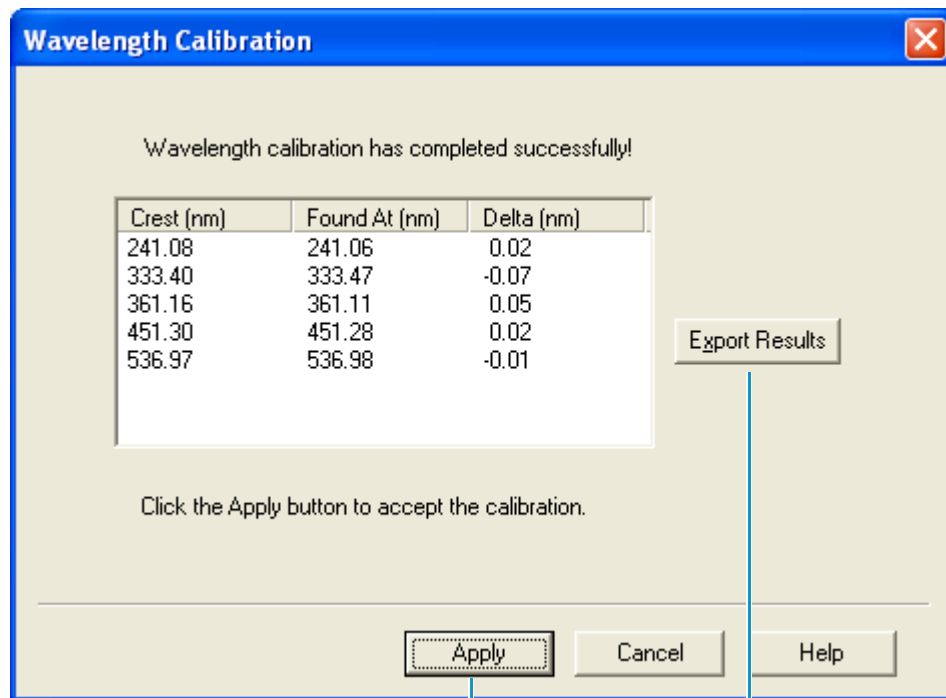 Wavelength Calibration
Wavelength calibration has completed successfully!
Crest (nm) Found At (nm) Delta (nm)
241.08 241.06 0.02
333.40 333.47 -0.07
361.16 361.11 0.05
451.30 451.28 0.02
536.97 536.98 -0.01
Export Results
Click the Apply button to accept the calibration.
Apply Cancel Help